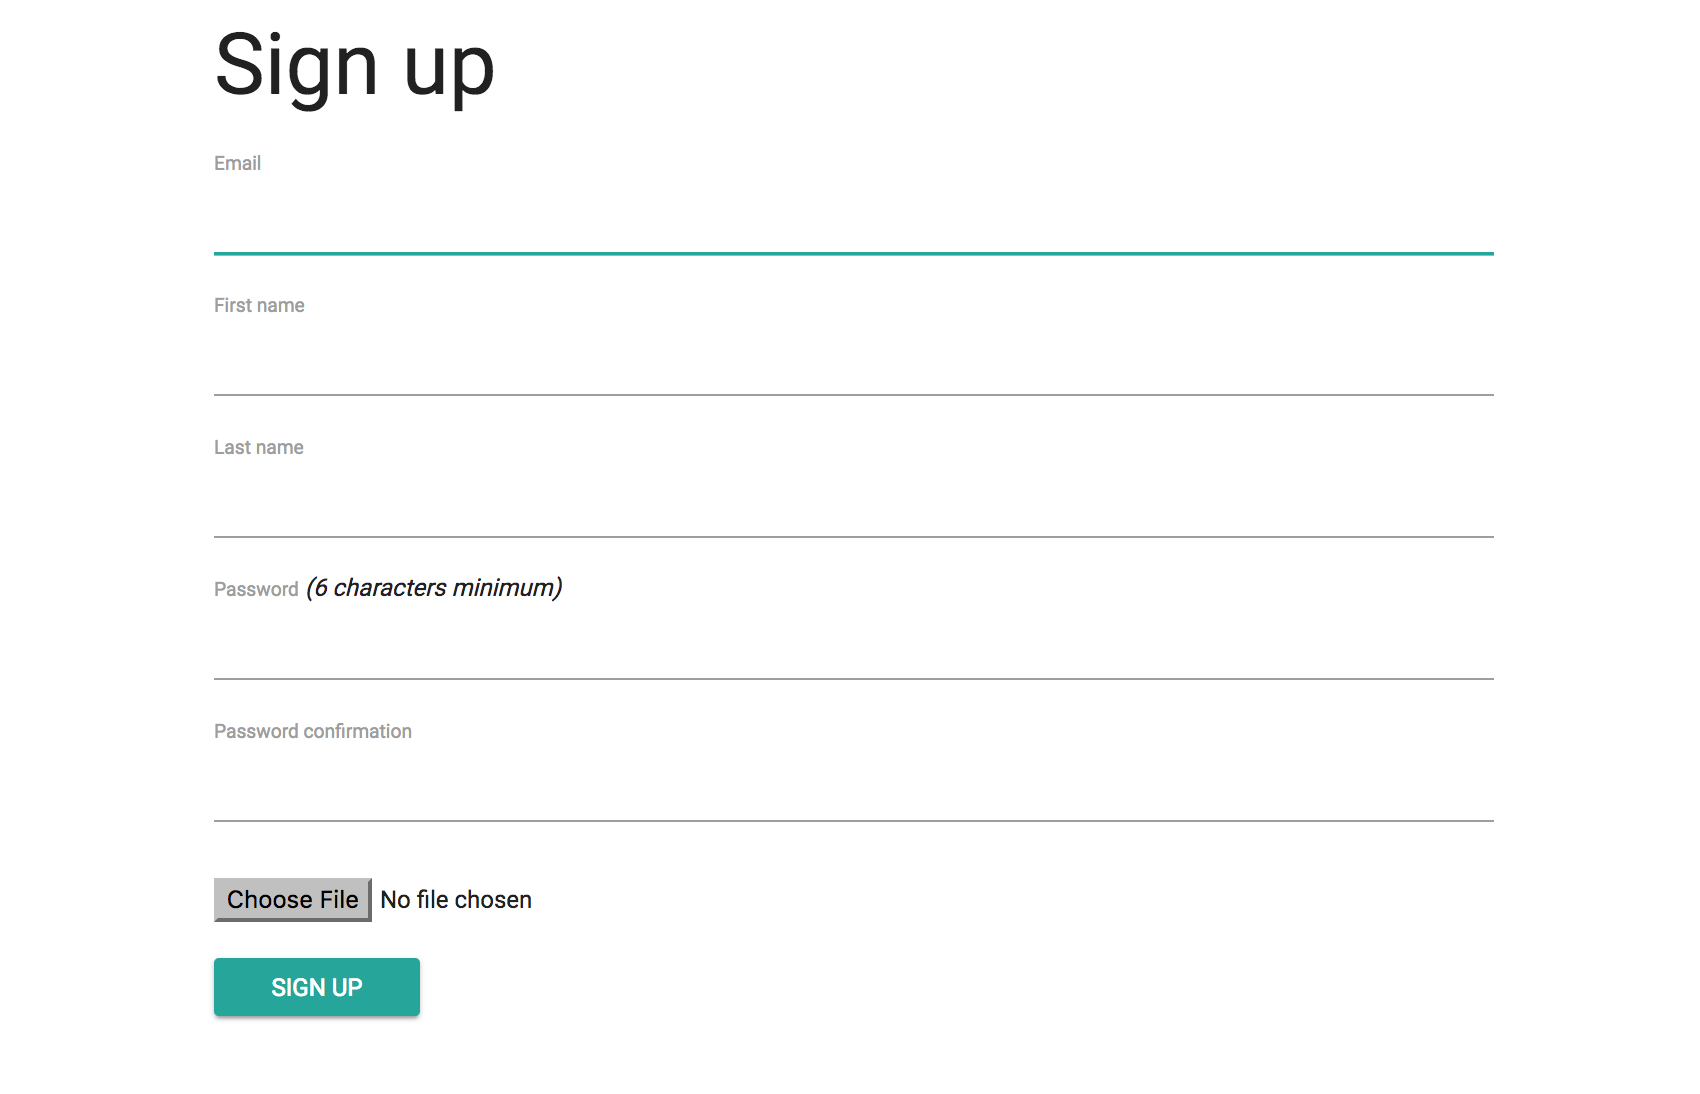 Sign up
Email
First name
Last name
Password (6 characters minimum)
Password confirmation
Choose File No file chosen
SIGN UP